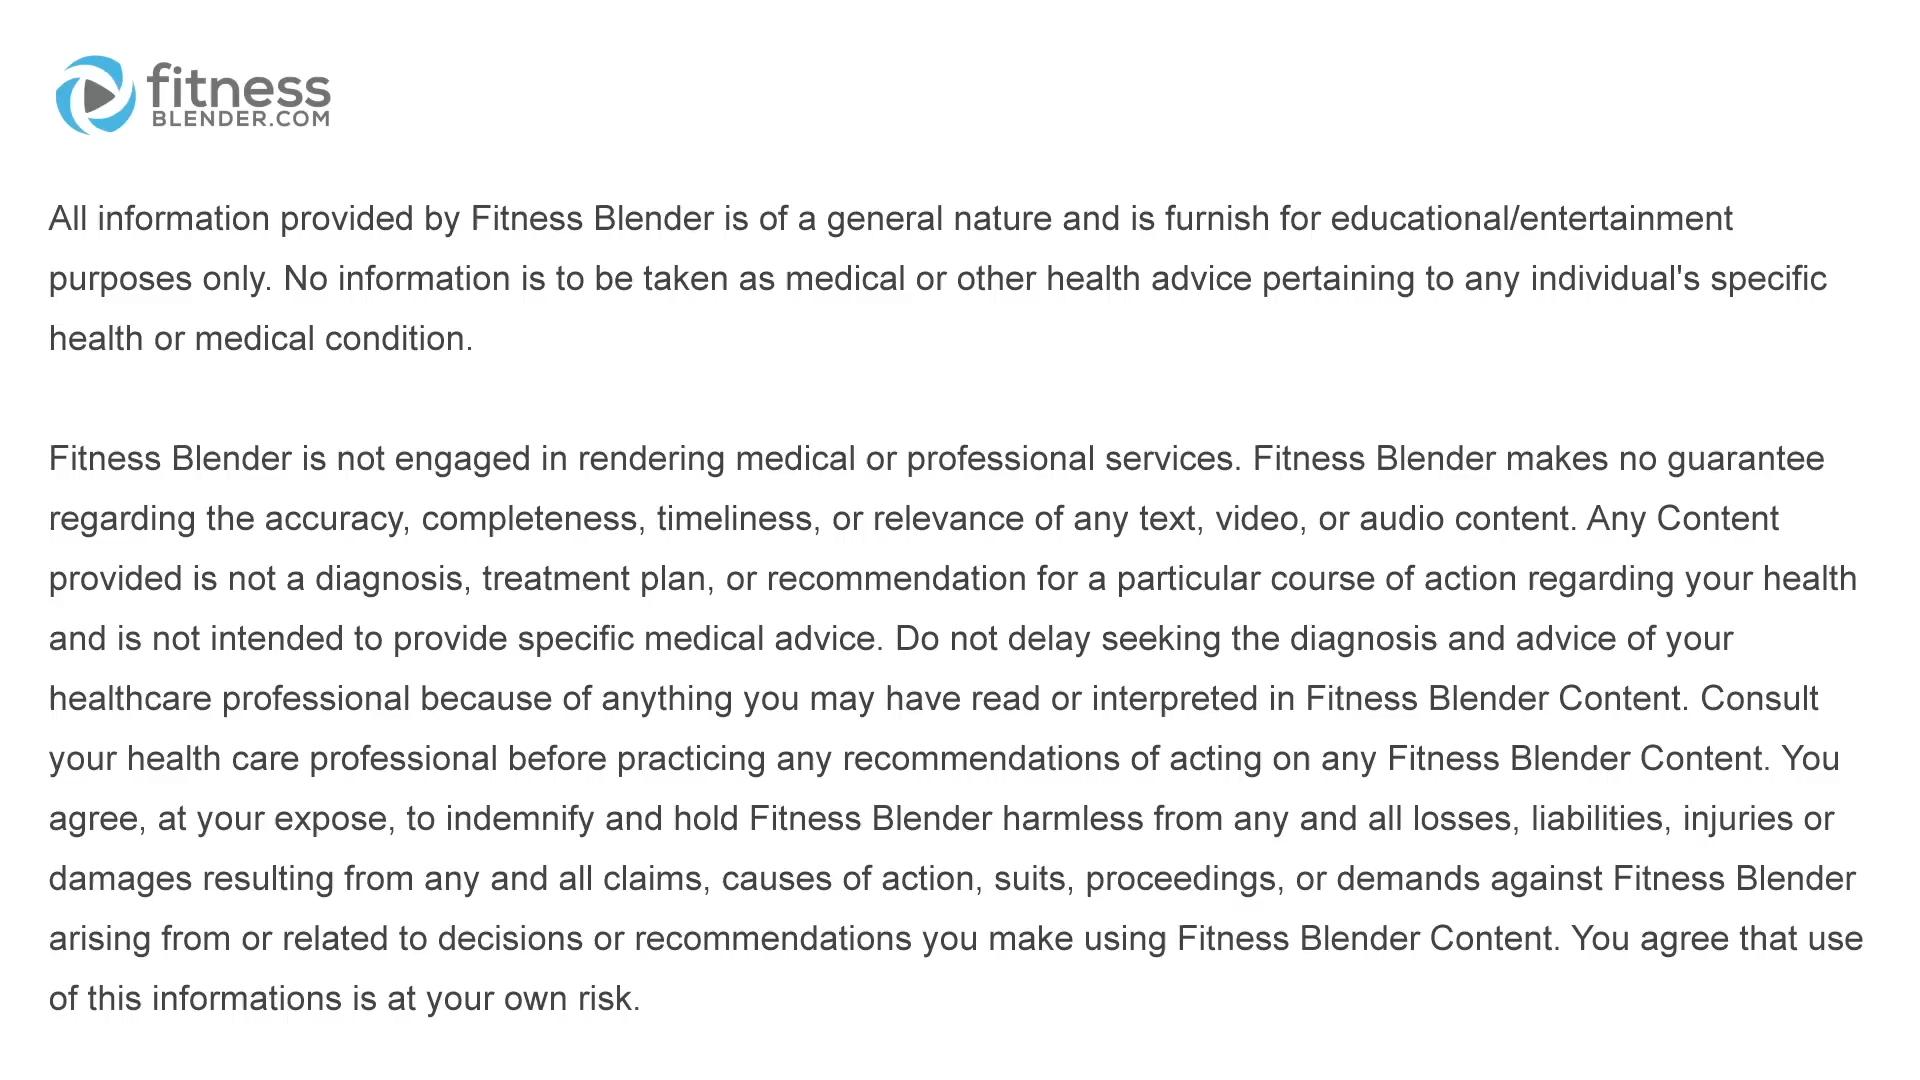 fitness
BLENDER.COM
All information provided by Fitness Blender is of a general nature and is furnish for educational/entertainment
purposes only. No information is to be taken as medical or other health advice pertaining to any individual's specific
health or medical condition.
Fitness Blender is not engaged in rendering medical or professional services. Fitness Blender makes no guarantee
regarding the accuracy, completeness, timeliness, or relevance of any text, video, or audio content. Any Content
provided is not a diagnosis, treatment plan, or recommendation for a particular course of action regarding your health
and is not intended to provide specific medical advice. Do not delay seeking the diagnosis and advice of your
healthcare professional because of anything you may have read or interpreted in Fitness Blender Content. Consult
your health care professional before practicing any recommendations of acting on any Fitness Blender Content. You
agree, at your expose, to indemnify and hold Fitness Blender harmless from any and all losses, liabilities, injuries or
damages resulting from any and all claims, causes of action, suits, proceedings, or demands against Fitness Blender
arising from or related to decisions or recommendations you make using Fitness Blender Content. You agree that use
of this informations is at your own risk.